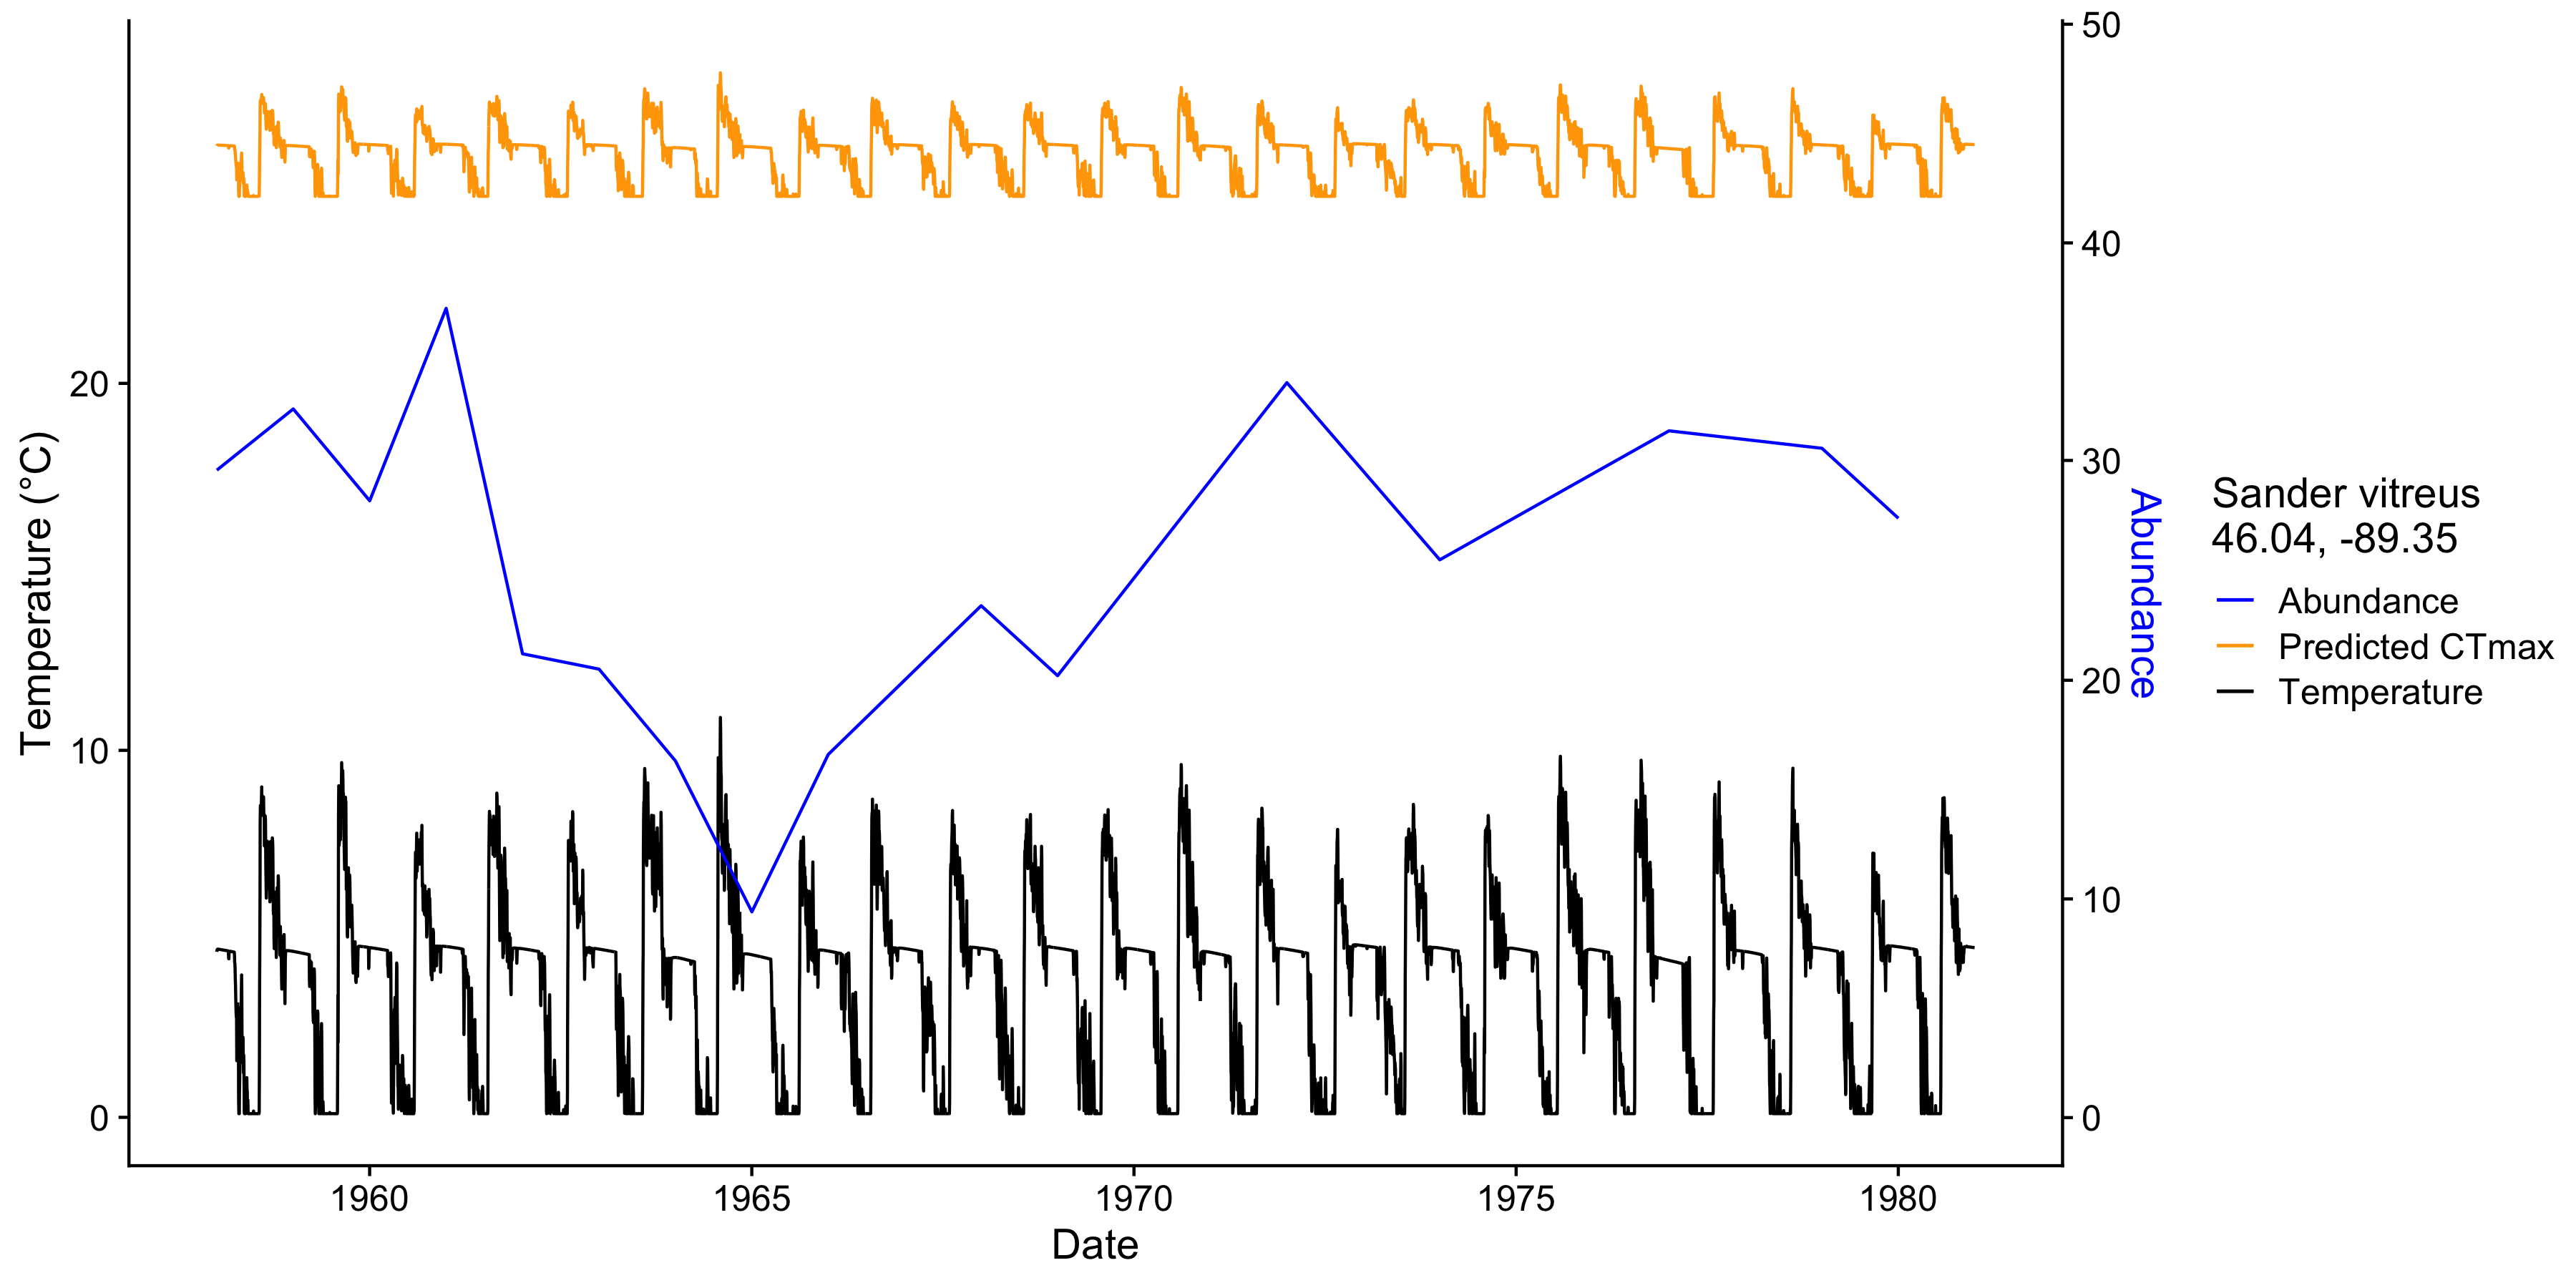 Temperature (°C)
20
10
0
1960
1965
1970
1975
1980
Date
50
40
30
20
10
0
Abundance
Sander vitreus
46.04, -89.35
Abundance
Predicted CTmax
Temperature